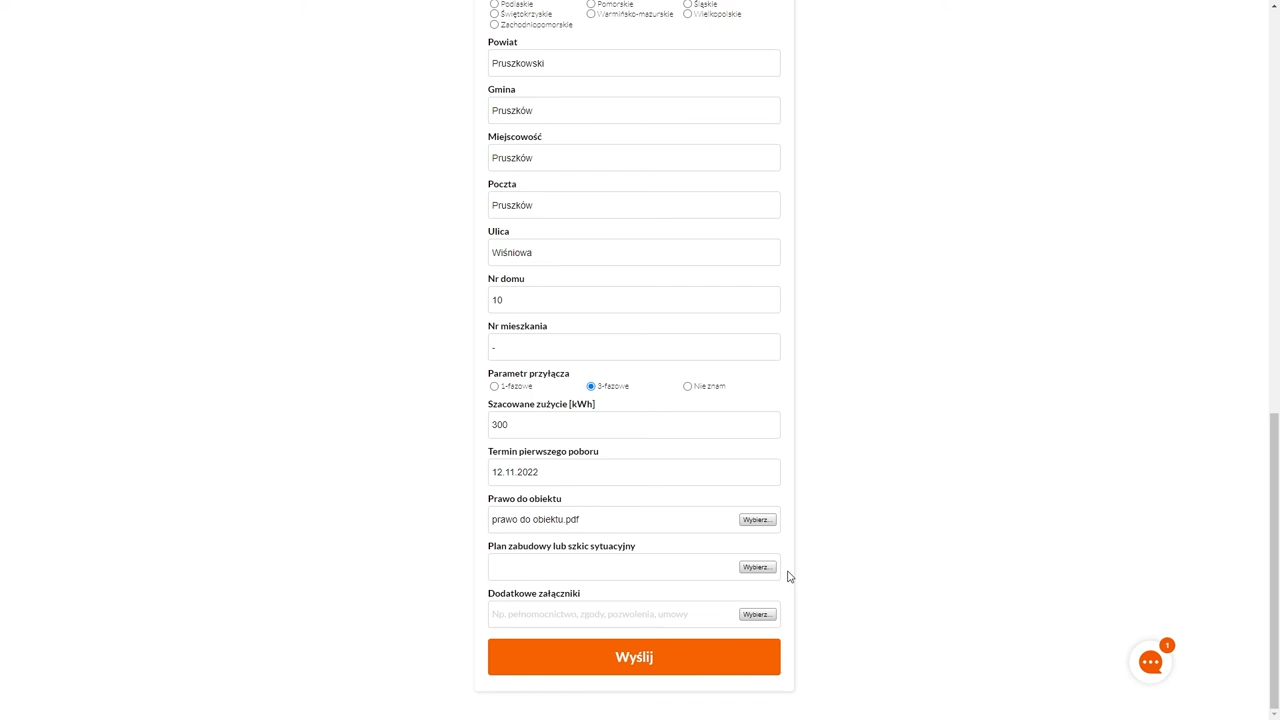 Podlaskie Pomorskie Śląskie
Świętokrzyskie Warmińsko-mazurskie Wielkopolskie
Zachodniopomorskie
Powiat
Pruszkowski
Gmina
Pruszków
Miejscowość
Pruszków
Poczta
Pruszków
Ulica
Wiśniowa
Nr domu
10
Nr mieszkania
-
Parametr przyłącza
1-fazowe 3-fazowe Nie znam
Szacowane zużycie [kWh]
300
Termin pierwszego poboru
12.11.2022
Prawo do obiektu
prawo do obiektu.pdf Wybierz...
Plan zabudowy lub szkic sytuacyjny
Wybierz...
Dodatkowe załączniki
Np. pełnomocnictwo, zgody, pozwolenia, umowy Wybierz...
Wyślij
1